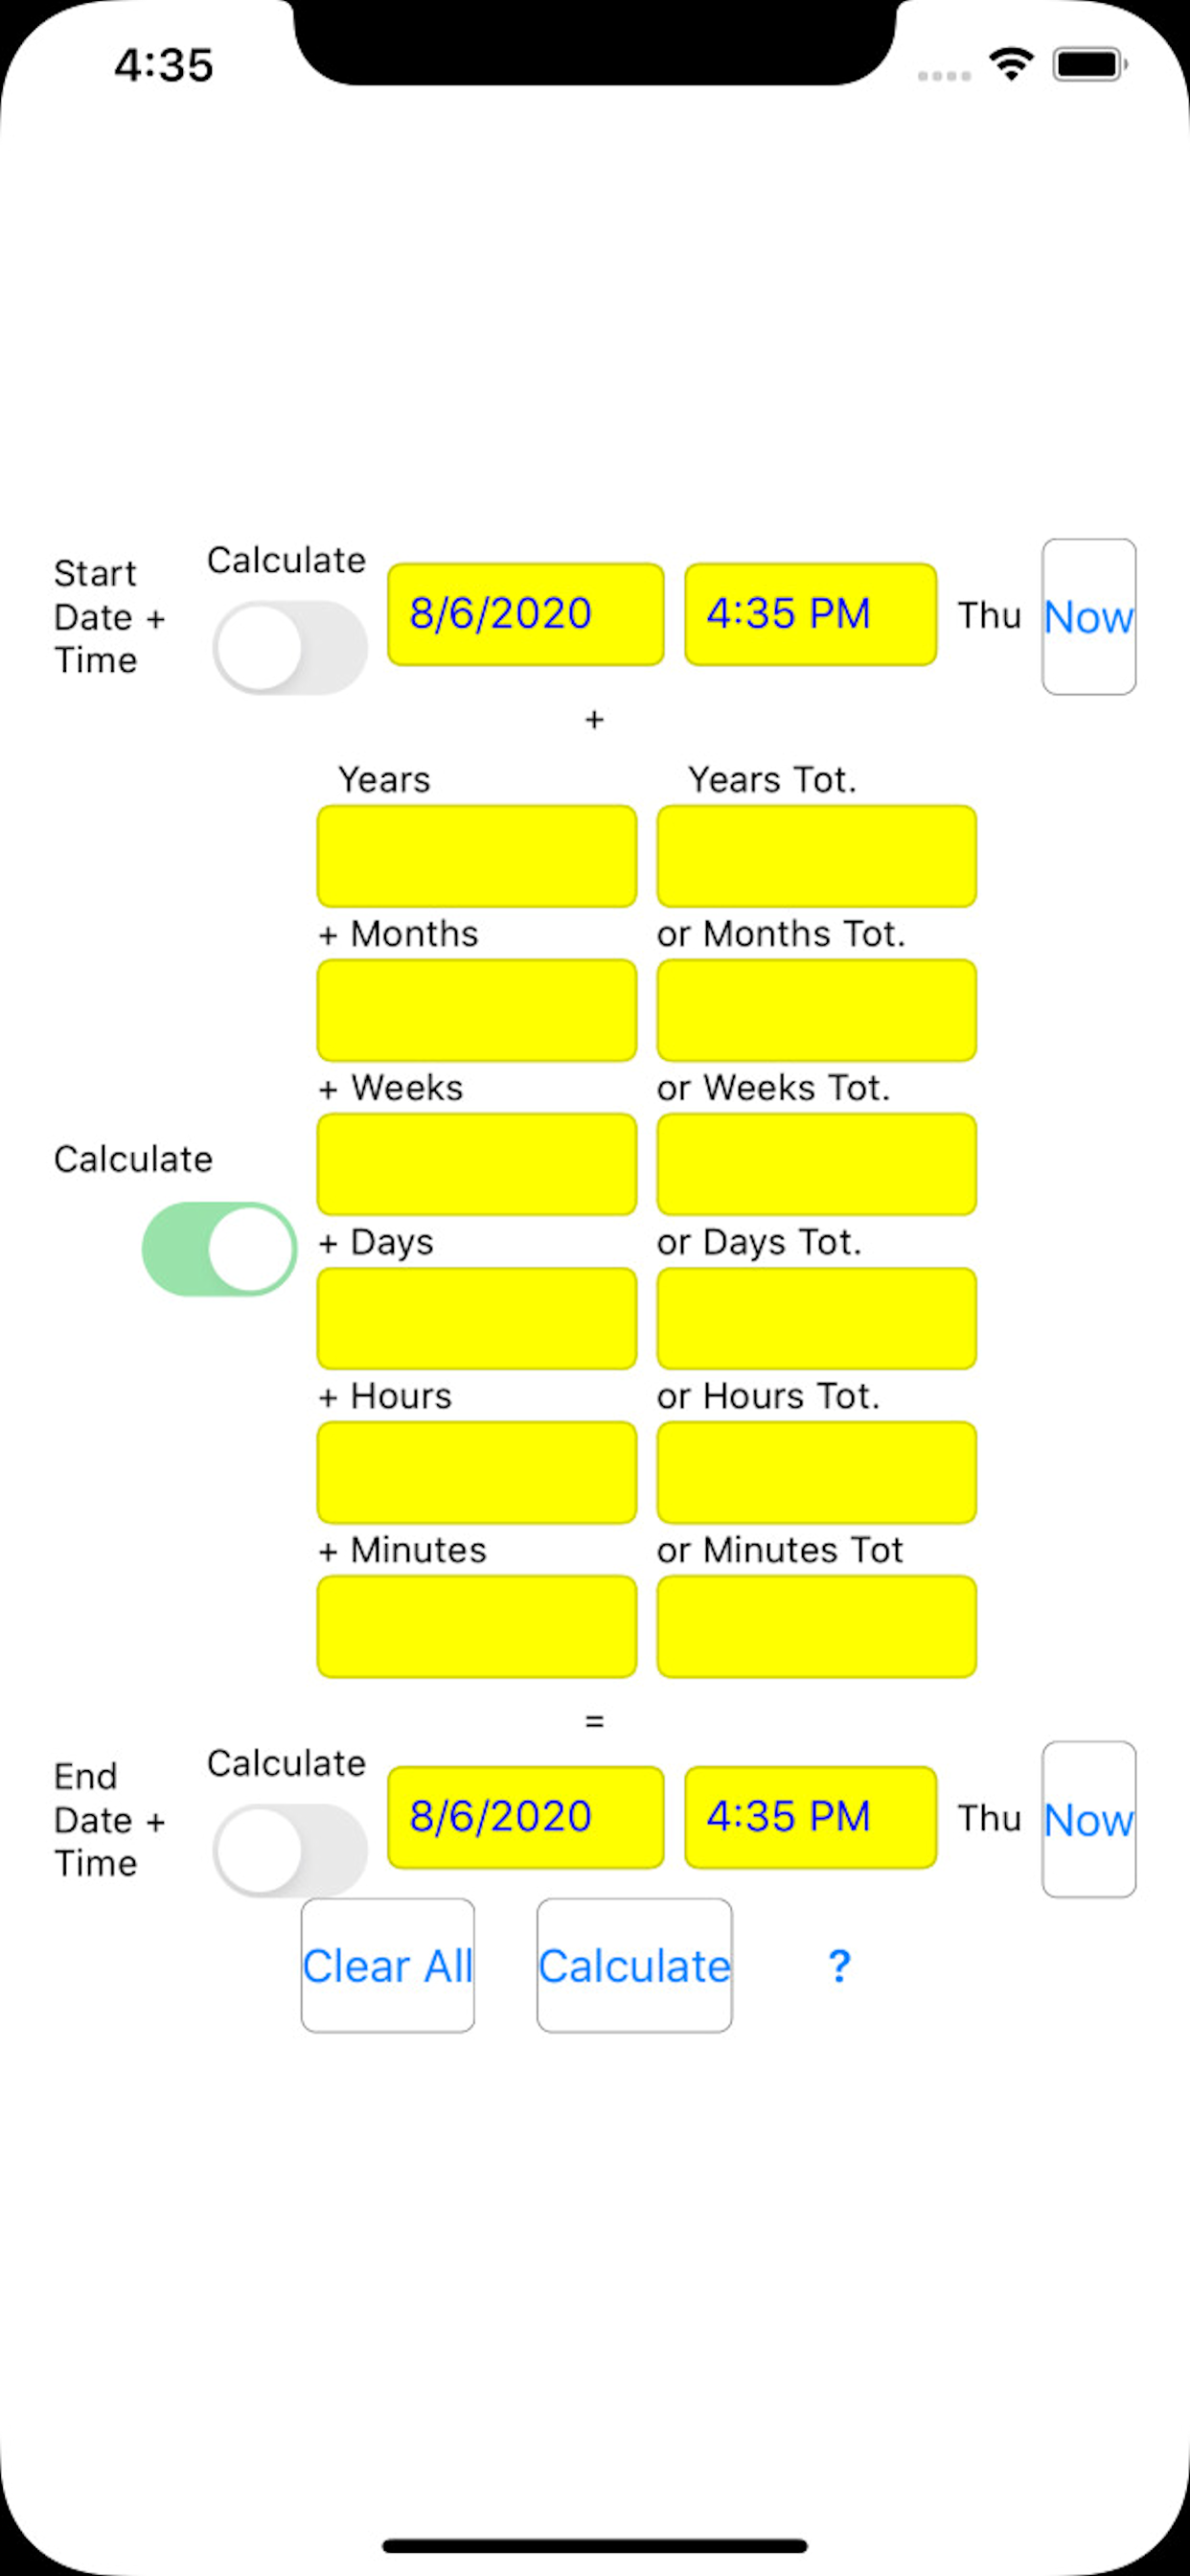 4:35
Start
Date +
Time
Calculate
8/6/2020
4:35 PM
Thu
Now
+
Years
Years Tot.
+ Months
or Months Tot.
+ Weeks
or Weeks Tot.
Calculate
+ Days
or Days Tot.
+ Hours
or Hours Tot.
+ Minutes
or Minutes Tot
=
End
Date +
Time
Calculate
8/6/2020
4:35 PM
Thu
Now
Clear All
Calculate
?